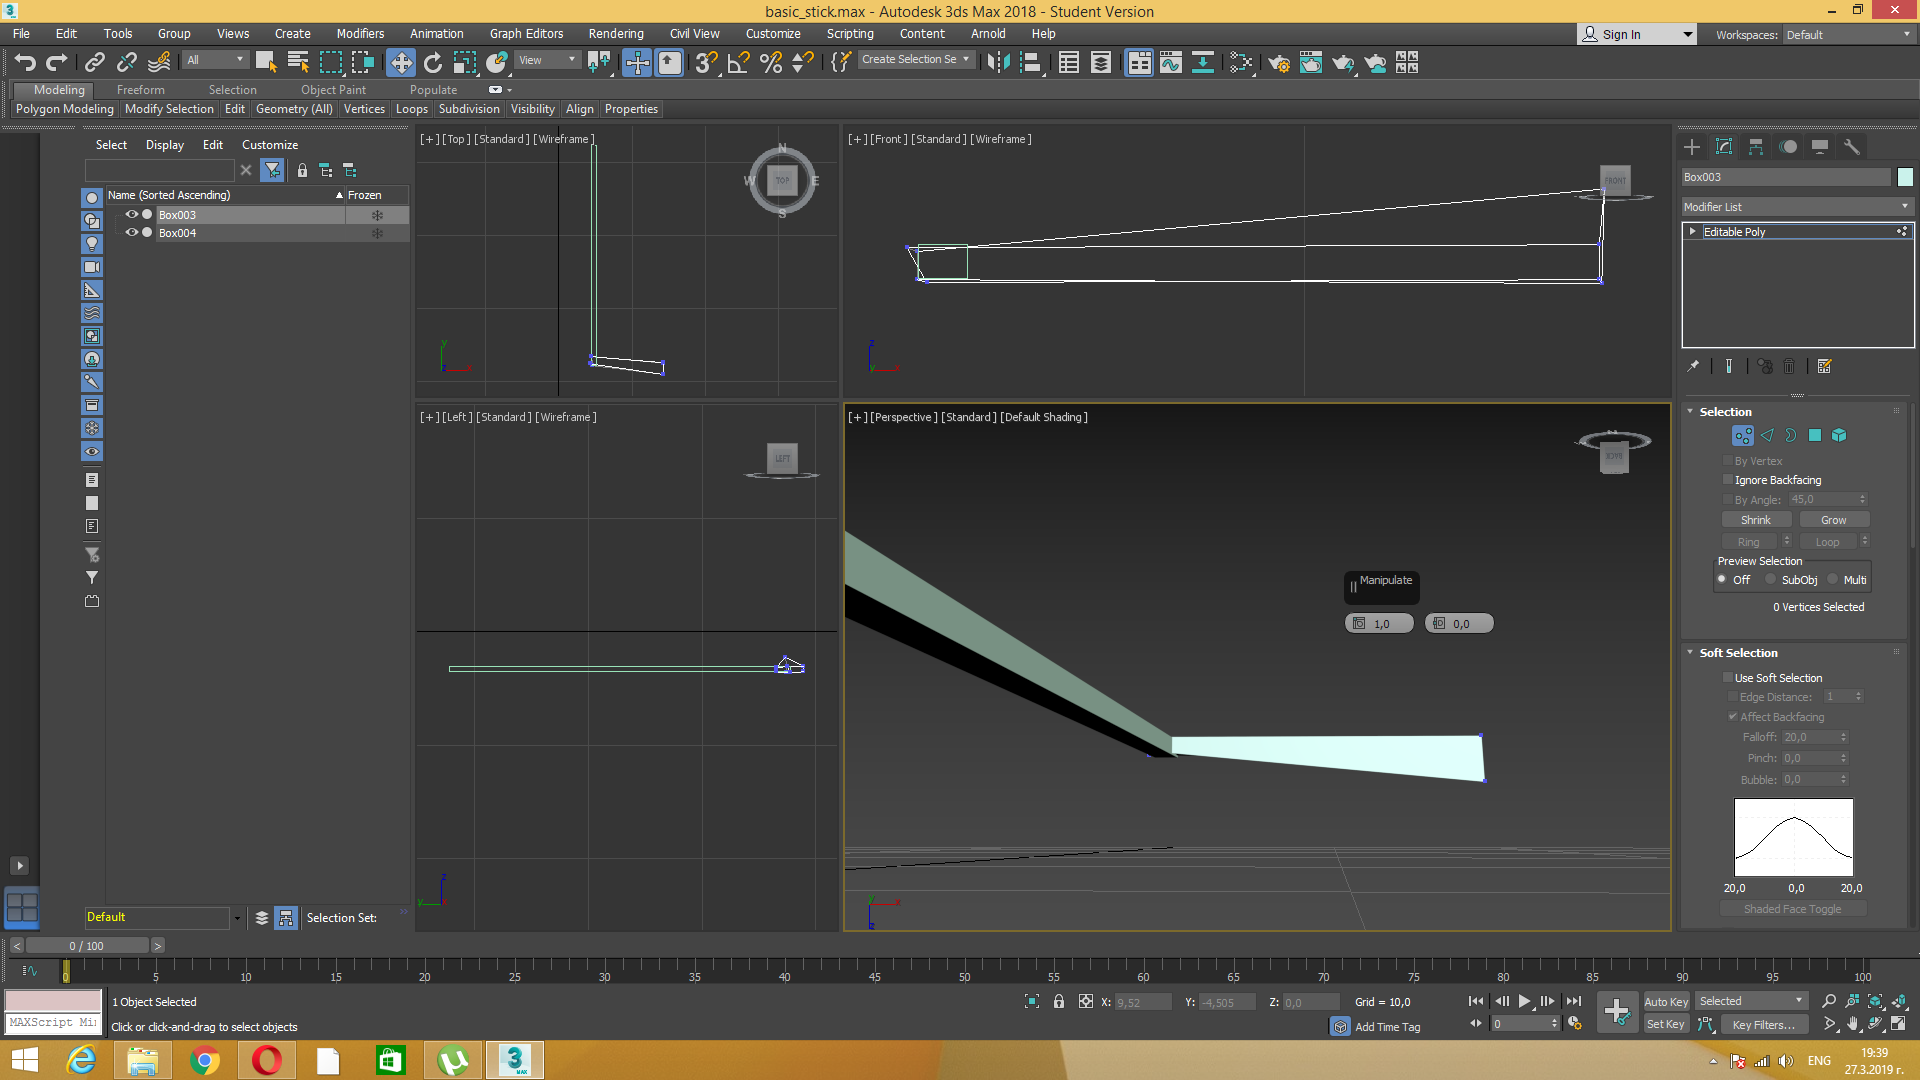 basic_stick.max - Autodesk 3ds Max 2018 - Student Version
File Edit Tools Group Views Create Modifiers Animation Graph Editors Rendering Civil View Customize Scripting Content Arnold Help
Sign In Workspaces: Default
All View Create Selection Se
Modeling Freeform Selection Object Paint Populate
Polygon Modeling Modify Selection Edit Geometry (All) Vertices Loops Subdivision Visibility Align Properties
Select Display Edit Customize
Name (Sorted Ascending) Frozen
Box003
Box004
[+] [Top] [Standard] [Wireframe]
N
W TOP E
S
y
[+] [Front] [Standard] [Wireframe]
FRONT
z
[+] [Left] [Standard] [Wireframe]
LEFT
z
y
[+] [Perspective] [Standard] [Default Shading]
Manipulate
1,0 0,0
Box003
Modifier List
Editable Poly
Selection
By Vertex
Ignore Backfacing
By Angle: 45,0
Shrink Grow
Ring Loop
Preview Selection
Off SubObj Multi
0 Vertices Selected
Soft Selection
Use Soft Selection
Edge Distance: 1
Affect Backfacing
Falloff: 20,0
Pinch: 0,0
Bubble: 0,0
20,0 0,0 20,0
Shaded Face Toggle
Default Selection Set:
< 0 / 100 >
0 5 10 15 20 25 30 35 40 45 50 55 60 65 70 75 80 85 90 95 100
1 Object Selected
MAXScript Mi
Click or click-and-drag to select objects
X: 9,52 Y: -4,505 Z: 0,0 Grid = 10,0
Add Time Tag
0
Auto Key Selected
Set Key Key Filters...
3 MAX
ENG
19:39
27.3.2019 г.